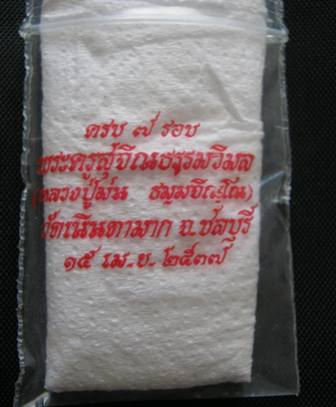 ครบ ๗ รอบ
พระครูสุจิณธรรมวิมล
(หลวงปู่ม่น ธมฺมจิณฺโณ)
วัดเนินตามาก จ.ชลบุรี
๑๕ เม.ย. ๒๕๓๗